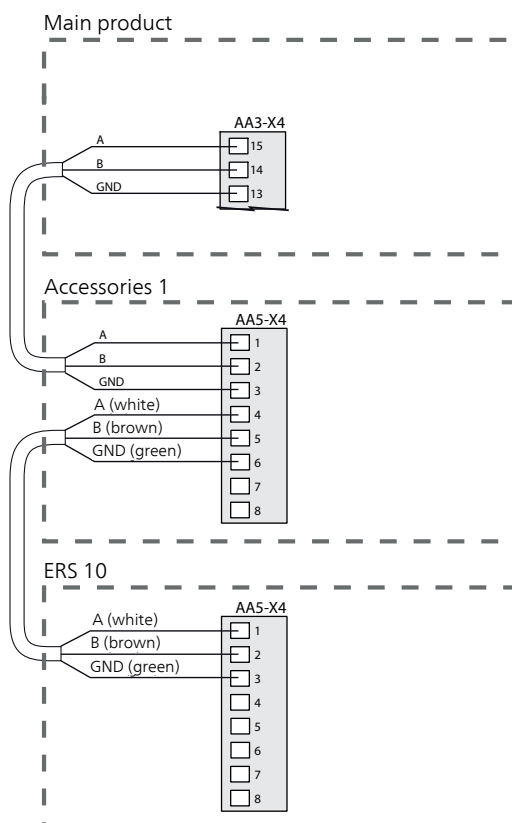 Main product
AA3-X4
A 15
B 14
GND 13
Accessories 1
AA5-X4
A 1
B 2
GND 3
A (white) 4
B (brown) 5
GND (green) 6
7
8
ERS 10
AA5-X4
A (white) 1
B (brown) 2
GND (green) 3
4
5
6
7
8